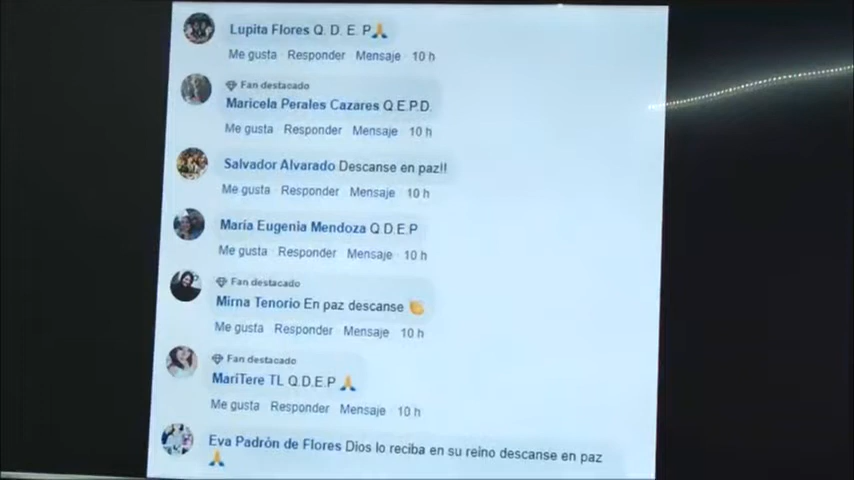 Lupita Flores Q. D. E. P🙏
Me gusta Responder Mensaje 10 h
Fan destacado
Maricela Perales Cazares Q.E.P.D.
Me gusta Responder Mensaje 10 h
Salvador Alvarado Descanse en paz!!
Me gusta Responder Mensaje 10 h
María Eugenia Mendoza Q.D.E.P
Me gusta Responder Mensaje 10 h
Fan destacado
Mirna Tenorio En paz descanse 👏
Me gusta Responder Mensaje 10 h
Fan destacado
MariTere TL Q.D.E.P 🙏
Me gusta Responder Mensaje 10 h
Eva Padrón de Flores Dios lo reciba en su reino descanse en paz
🙏